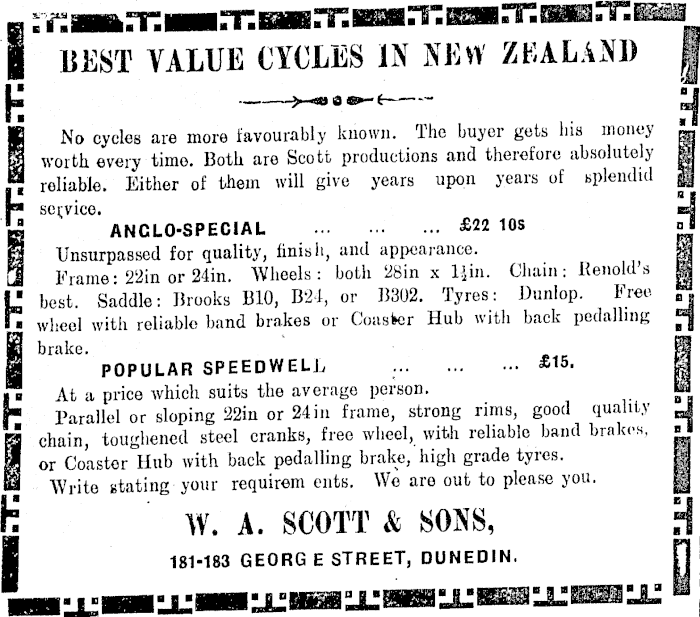 BEST VALUE CYCLES IN NEW ZEALAND
No cycles are more favourably known. The buyer gets his money
worth every time. Both are Scott productions and therefore absolutely
reliable. Either of them will give years upon years of splendid
service.
ANGLO-SPECIAL ... ... ... £22 10s
Unsurpassed for quality, finish, and appearance.
Frame: 22in or 24in. Wheels: both 28in x 1½in. Chain: Renold's
best. Saddle: Brooks B10, B24, or B302. Tyres: Dunlop. Free
wheel with reliable band brakes or Coaster Hub with back pedalling
brake.
POPULAR SPEEDWELL ... ... ... £15.
At a price which suits the average person.
Parallel or sloping 22in or 24in frame, strong rims, good quality
chain, toughened steel cranks, free wheel, with reliable band brakes,
or Coaster Hub with back pedalling brake, high grade tyres.
Write stating your requirem ents. We are out to please you.
W. A. SCOTT & SONS,
181-183 GEORG E STREET, DUNEDIN.